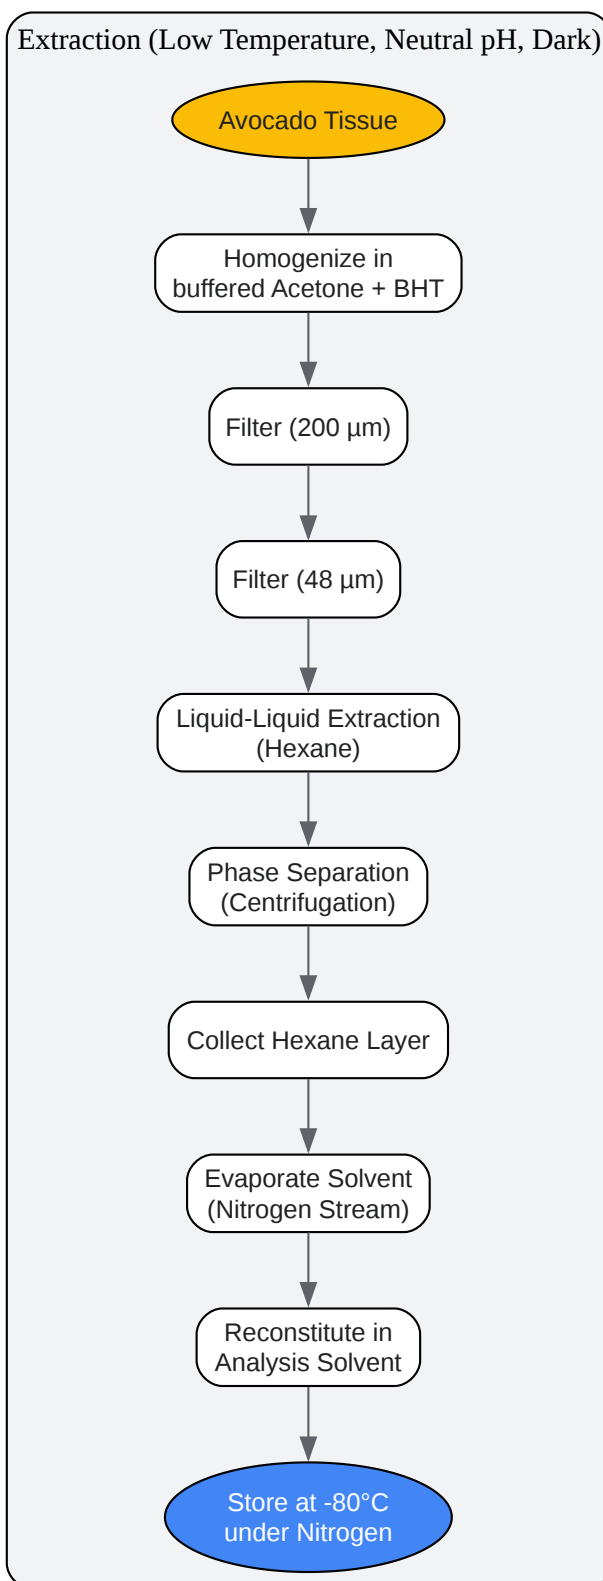 Extraction (Low Temperature, Neutral pH, Dark)
Avocado Tissue
Homogenize in
buffered Acetone + BHT
Filter (200 µm)
Filter (48 µm)
Liquid-Liquid Extraction
(Hexane)
Phase Separation
(Centrifugation)
Collect Hexane Layer
Evaporate Solvent
(Nitrogen Stream)
Reconstitute in
Analysis Solvent
Store at -80°C
under Nitrogen